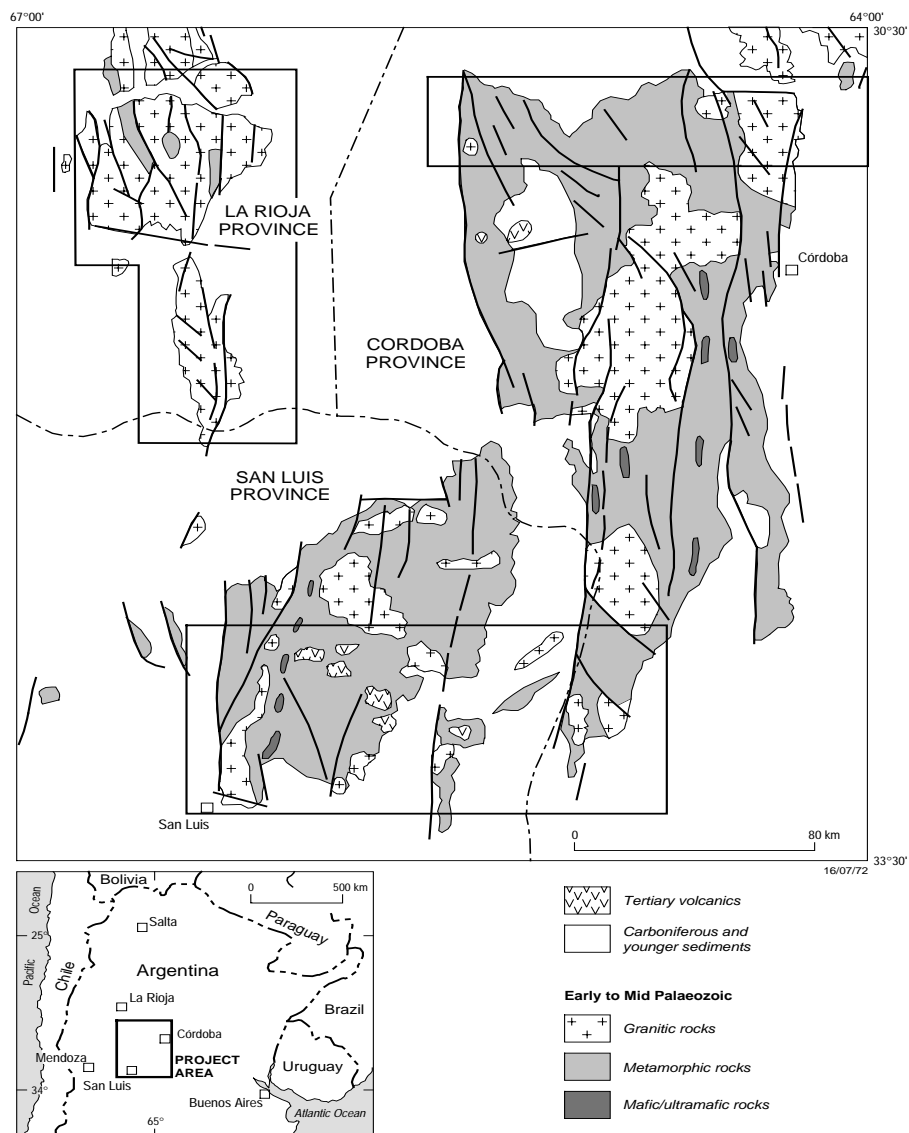 67°00'
64°00'
30°30'
LA RIOJA
PROVINCE
Córdoba
CORDOBA
PROVINCE
SAN LUIS
PROVINCE
San Luis
0 80 km
33°30'
16/07/72
Bolivia
0 500 km
Ocean
Salta
Paraguay
25°
Pacific
Chile
Argentina
La Rioja
Brazil
Córdoba
Mendoza
PROJECT
AREA
San Luis
Uruguay
34°
Buenos Aires
Atlantic Ocean
65°
Tertiary volcanics
Carboniferous and
younger sediments
Early to Mid Palaeozoic
Granitic rocks
Metamorphic rocks
Mafic/ultramafic rocks